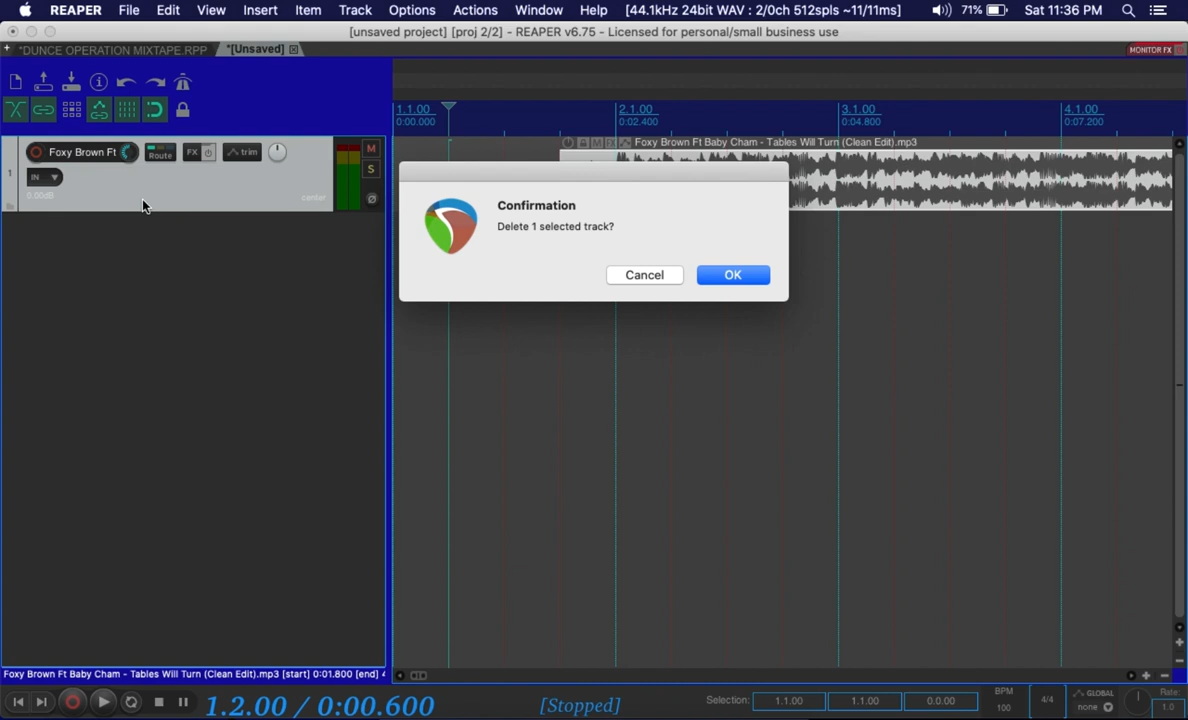 REAPER File Edit View Insert Item Track Options Actions Window Help [44.1kHz 24bit WAV : 2/0ch 512spls ~11/11ms] 71% Sat 11:36 PM
[unsaved project] [proj 2/2] - REAPER v6.75 - Licensed for personal/small business use
+ *DUNCE OPERATION MIXTAPE.RPP *[Unsaved] MONITOR FX
1.1.00 2.1.00 3.1.00 4.1.00
0:00.000 0:02.400 0:04.800 0:07.200
Foxy Brown Ft Baby Cham - Tables Will Turn (Clean Edit).mp3
1 Foxy Brown Ft Route FX trim M
IN S
0.00dB center
Confirmation
Delete 1 selected track?
Cancel OK
Foxy Brown Ft Baby Cham - Tables Will Turn (Clean Edit).mp3 [start] 0:01.800 [end]
1.2.00 / 0:00.600 [Stopped] Selection: 1.1.00 1.1.00 0.0.00 BPM 100 4/4 GLOBAL none Rate: 1.0